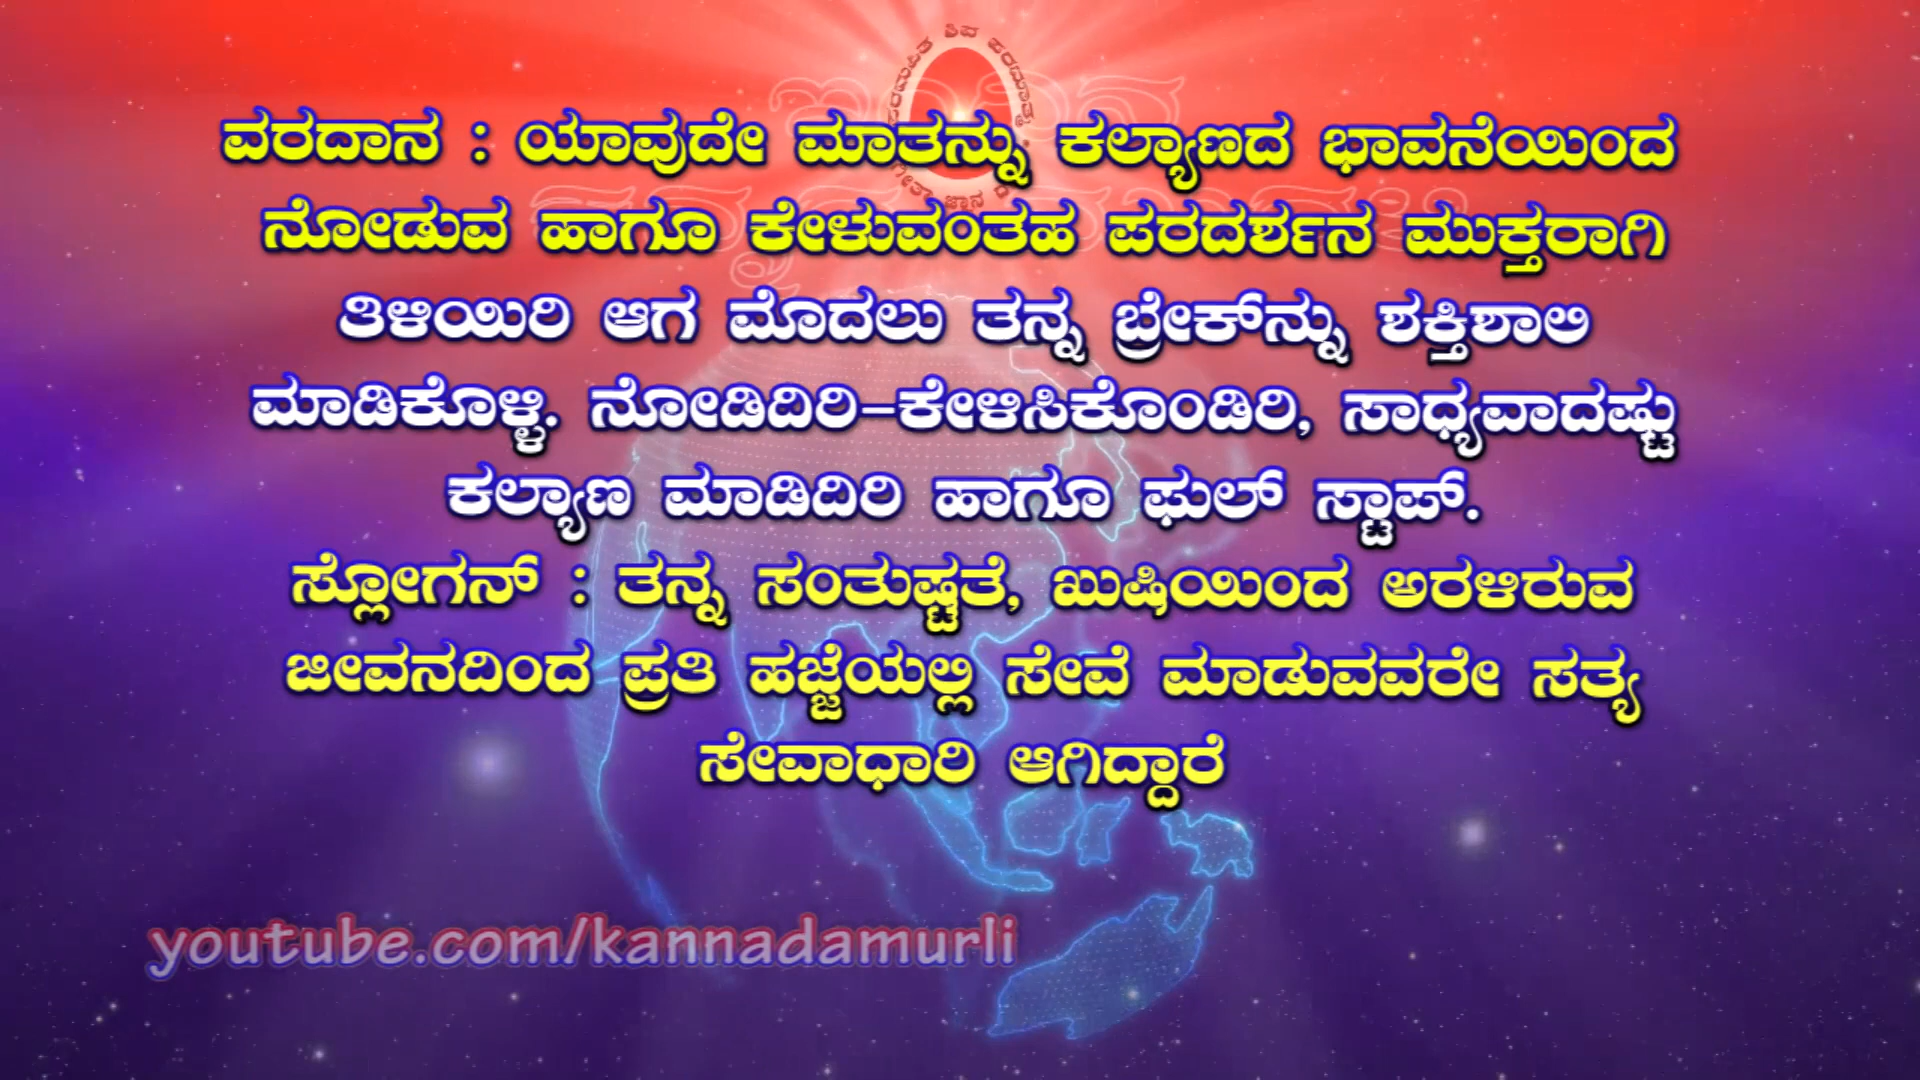 ವರದಾನ : ಯಾವುದೇ ಮಾತನ್ನು ಕಲ್ಯಾಣದ ಭಾವನೆಯಿಂದ
ನೋಡುವ ಹಾಗೂ ಕೇಳುವಂತಹ ಪರದರ್ಶನ ಮುಕ್ತರಾಗಿ
ತಿಳಿಯಿರಿ ಆಗ ಮೊದಲು ತನ್ನ ಬ್ರೇಕ್‌ನ್ನು ಶಕ್ತಿಶಾಲಿ
ಮಾಡಿಕೊಳ್ಳಿ. ನೋಡಿದಿರಿ-ಕೇಳಿಸಿಕೊಂಡಿರಿ, ಸಾಧ್ಯವಾದಷ್ಟು
ಕಲ್ಯಾಣ ಮಾಡಿದಿರಿ ಹಾಗೂ ಫುಲ್ ಸ್ಟಾಪ್.
ಸ್ಲೋಗನ್ : ತನ್ನ ಸಂತುಷ್ಟತೆ, ಖುಷಿಯಿಂದ ಅರಳಿರುವ
ಜೀವನದಿಂದ ಪ್ರತಿ ಹಜ್ಜೆಯಲ್ಲಿ ಸೇವೆ ಮಾಡುವವರೇ ಸತ್ಯ
ಸೇವಾಧಾರಿ ಆಗಿದ್ದಾರೆ
youtube.com/kannadamurli